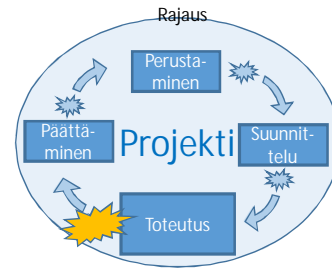 Rajaus
Perusta-
minen
Päättä-
minen
Projekti
Suunnit-
telu
Toteutus